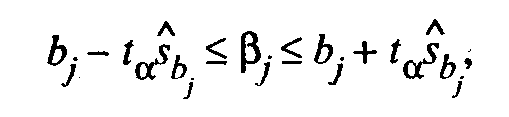 b_j − t_α ŝ_{b_j} ≤ β_j ≤ b_j + t_α ŝ_{b_j},